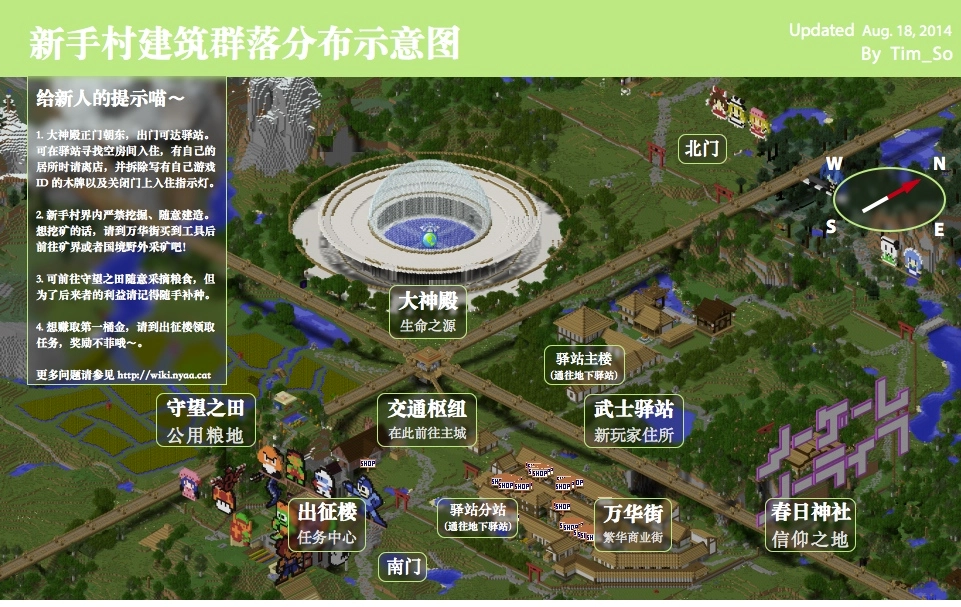 新手村建筑群落分布示意图
Updated Aug. 18, 2014
By Tim_So
给新人的提示喵～
1. 大神殿正门朝东，出门可达驿站。
可在驿站寻找空房间入住，有自己的
居所时请离店，并拆除写有自己游戏
ID 的木牌以及关闭门上入住指示灯。
2. 新手村界内严禁挖掘、随意建造。
想挖矿的话，请到万华街买到工具后
前往矿界或者国境野外采矿吧!
3. 可前往守望之田随意采摘粮食，但
为了后来者的利益请记得随手补种。
4. 想赚取第一桶金，请到出征楼领取
任务，奖励不菲哦～。
更多问题请参见 http://wiki.nyaa.cat
北门
W
N
S
E
大神殿
生命之源
驿站主楼
(通往地下驿站)
守望之田
公用粮地
交通枢纽
在此前往主城
武士驿站
新玩家住所
SHOP
SHOP
SHOP
SHOP
SHOP
SHOP
出征楼
任务中心
驿站分站
(通往地下驿站)
万华街
繁华商业街
春日神社
信仰之地
南门